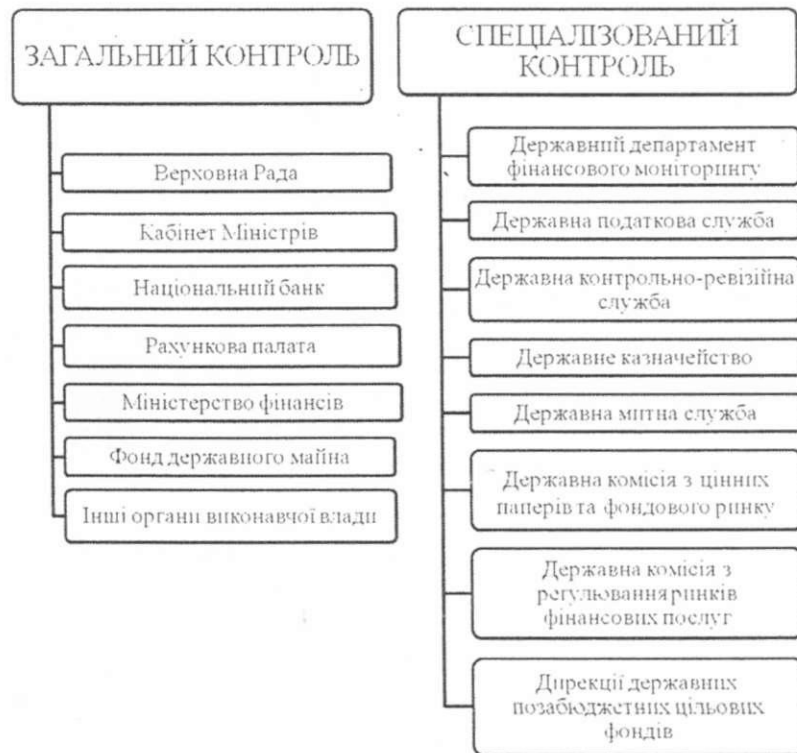 ЗАГАЛЬНИЙ КОНТРОЛЬ
Верховна Рада
Кабінет Міністрів
Національний банк
Рахункова палата
Міністерство фінансів
Фонд державного майна
Інші органи виконавчої влади
СПЕЦІАЛІЗОВАНИЙ
КОНТРОЛЬ
Державний департамент
фінансового моніторингу
Державна податкова служба
Державна контрольно-ревізійна
служба
Державне казначейство
Державна митна служба
Державна комісія з цінних
паперів та фондового ринку
Державна комісія з
регулювання ринків
фінансових послуг
Дирекції державних
позабюджетних цільових
фондів